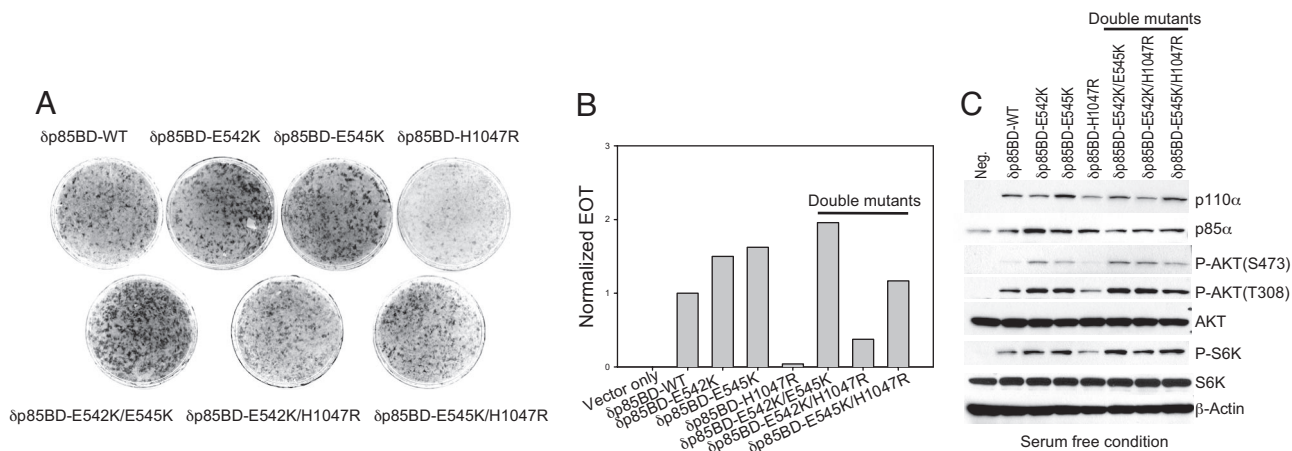 A
δp85BD-WT δp85BD-E542K δp85BD-E545K δp85BD-H1047R
δp85BD-E542K/E545K δp85BD-E542K/H1047R δp85BD-E545K/H1047R
B
Normalized EOT
3
2
1
0
Double mutants
Vector only
δp85BD-WT
δp85BD-E542K
δp85BD-E545K
δp85BD-H1047R
δp85BD-E542K/E545K
δp85BD-E542K/H1047R
δp85BD-E545K/H1047R
C
Double mutants
Neg.
δp85BD-WT
δp85BD-E542K
δp85BD-E545K
δp85BD-H1047R
δp85BD-E542K/E545K
δp85BD-E542K/H1047R
δp85BD-E545K/H1047R
p110α
p85α
P-AKT(S473)
P-AKT(T308)
AKT
P-S6K
S6K
β-Actin
Serum free condition